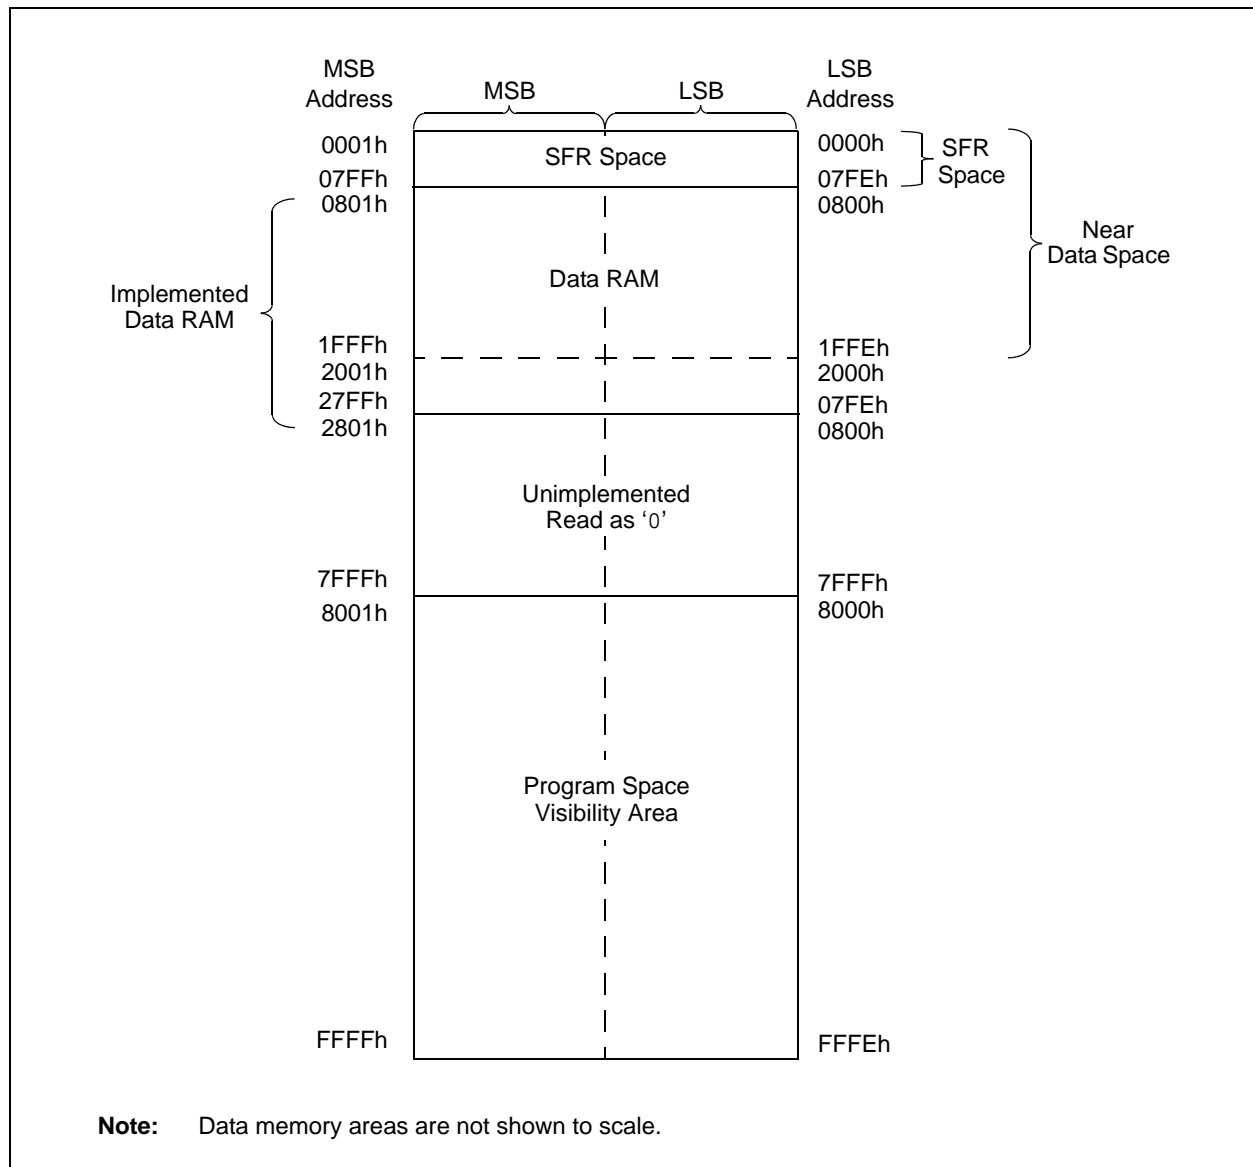 MSB
Address
MSB
LSB
LSB
Address
0001h
SFR Space
0000h
SFR
Space
07FFh
07FEh
0801h
0800h
Near
Data Space
Implemented
Data RAM
Data RAM
1FFFh
1FFEh
2001h
2000h
27FFh
07FEh
2801h
0800h
Unimplemented
Read as ‘0’
7FFFh
7FFFh
8001h
8000h
Program Space
Visibility Area
FFFFh
FFFEh
Note: Data memory areas are not shown to scale.